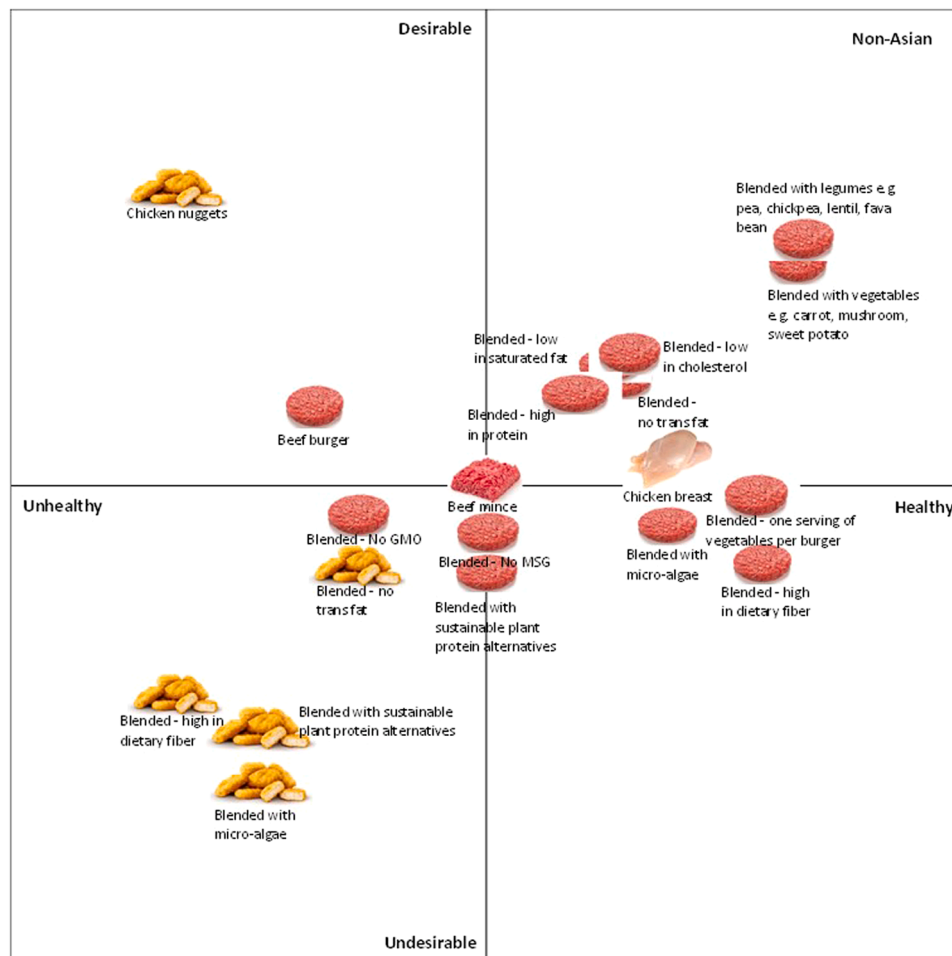 Desirable
Non-Asian
Chicken nuggets
Blended with legumes e.g
pea, chickpea, lentil, fava
bean
Blended with vegetables
e.g. carrot, mushroom,
sweet potato
Blended - low
in saturated fat
Blended - low
in cholesterol
Blended - high
in protein
Blended -
no trans fat
Beef burger
Unhealthy
Healthy
Beef mince
Chicken breast
Blended - No GMO
Blended - no
trans fat
Blended - No MSG
Blended with
sustainable plant
protein alternatives
Blended with
micro-algae
Blended - one serving of
vegetables per burger
Blended - high
in dietary fiber
Blended - high in
dietary fiber
Blended with sustainable
plant protein alternatives
Blended with
micro-algae
Undesirable